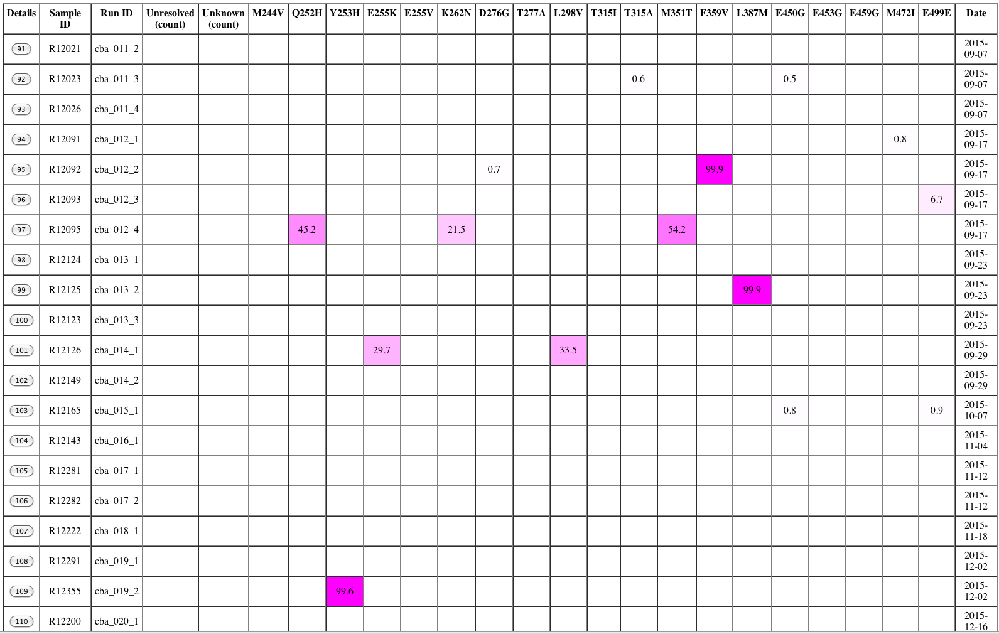 Details Sample ID Run ID Unresolved (count) Unknown (count) M244V Q252H Y253H E255K E255V K262N D276G T277A L298V T315I T315A M351T F359V L387M E450G E453G E459G M472I E499E Date
91 R12021 cba_011_2 2015-09-07
92 R12023 cba_011_3 0.6 0.5 2015-09-07
93 R12026 cba_011_4 2015-09-07
94 R12091 cba_012_1 0.8 2015-09-17
95 R12092 cba_012_2 0.7 99.9 2015-09-17
96 R12093 cba_012_3 6.7 2015-09-17
97 R12095 cba_012_4 45.2 21.5 54.2 2015-09-17
98 R12124 cba_013_1 2015-09-23
99 R12125 cba_013_2 99.9 2015-09-23
100 R12123 cba_013_3 2015-09-23
101 R12126 cba_014_1 29.7 33.5 2015-09-29
102 R12149 cba_014_2 2015-09-29
103 R12165 cba_015_1 0.8 0.9 2015-10-07
104 R12143 cba_016_1 2015-11-04
105 R12281 cba_017_1 2015-11-12
106 R12282 cba_017_2 2015-11-12
107 R12222 cba_018_1 2015-11-18
108 R12291 cba_019_1 2015-12-02
109 R12355 cba_019_2 99.6 2015-12-02
110 R12200 cba_020_1 2015-12-16